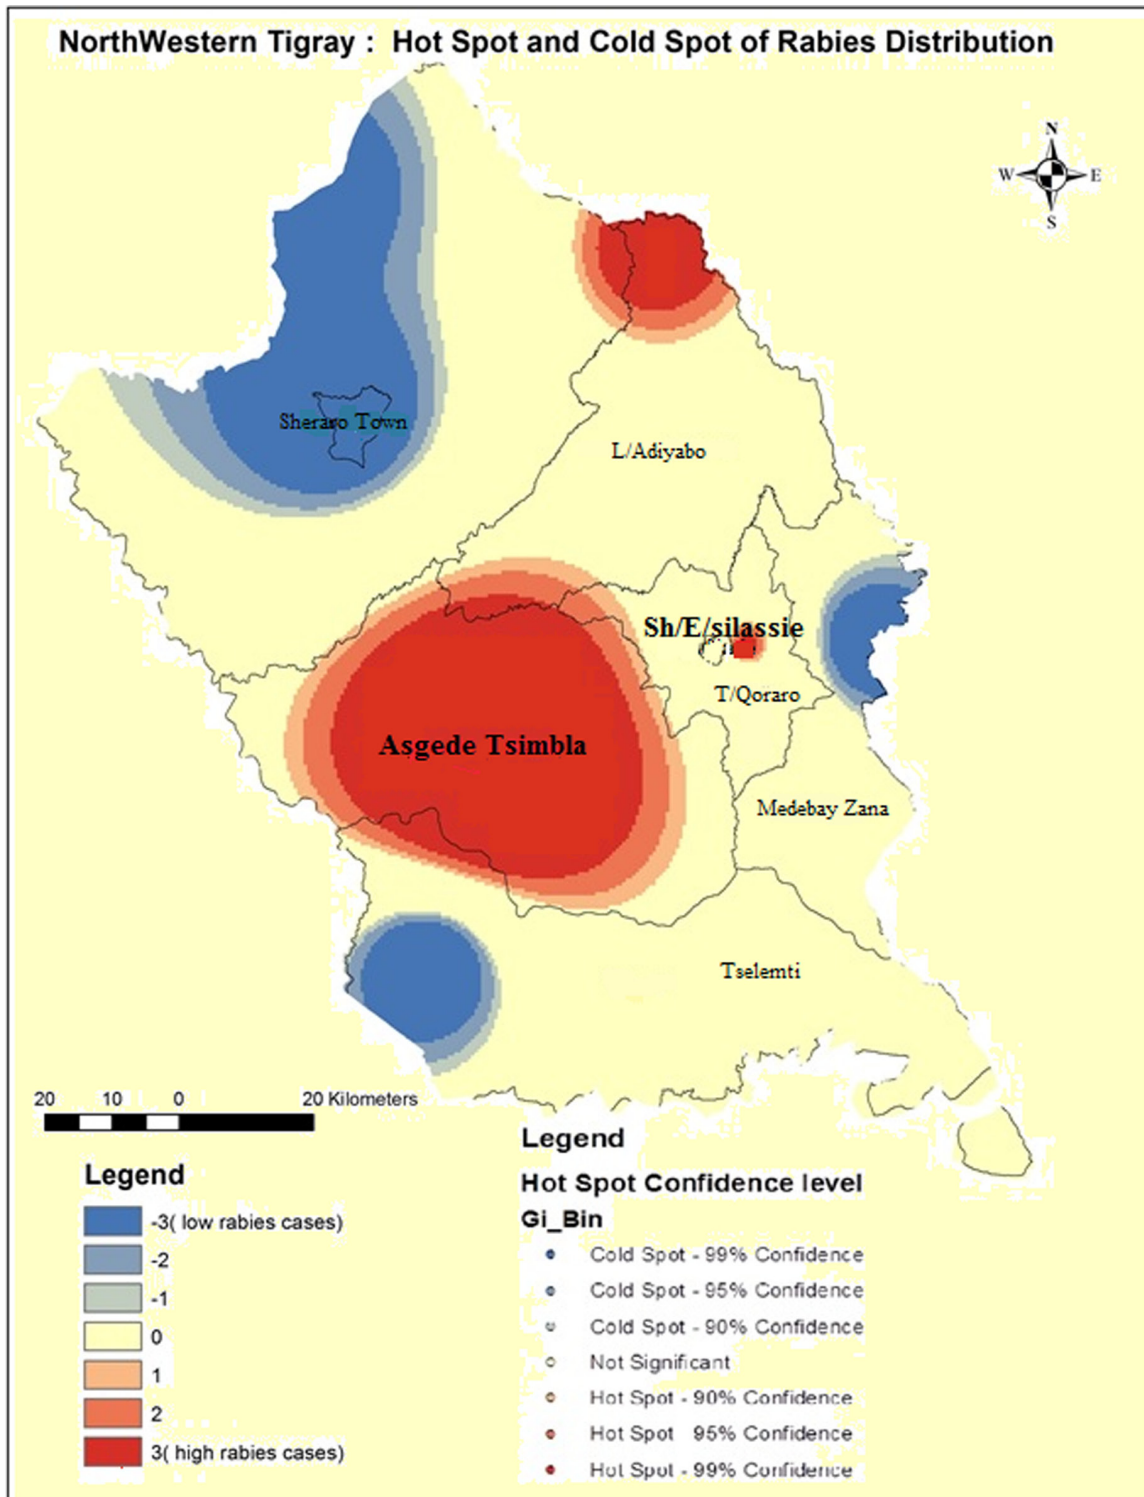 NorthWestern Tigray : Hot Spot and Cold Spot of Rabies Distribution
N
W E
S
Sheraro Town
L/Adiyabo
Sh/E/silassie
T/Qoraro
Asgede Tsimbla
Medebay Zana
Tselemti
20 10 0 20 Kilometers
Legend
-3( low rabies cases)
-2
-1
0
1
2
3( high rabies cases)
Legend
Hot Spot Confidence level
Gi_Bin
Cold Spot - 99% Confidence
Cold Spot - 95% Confidence
Cold Spot - 90% Confidence
Not Significant
Hot Spot - 90% Confidence
Hot Spot 95% Confidence
Hot Spot - 99% Confidence